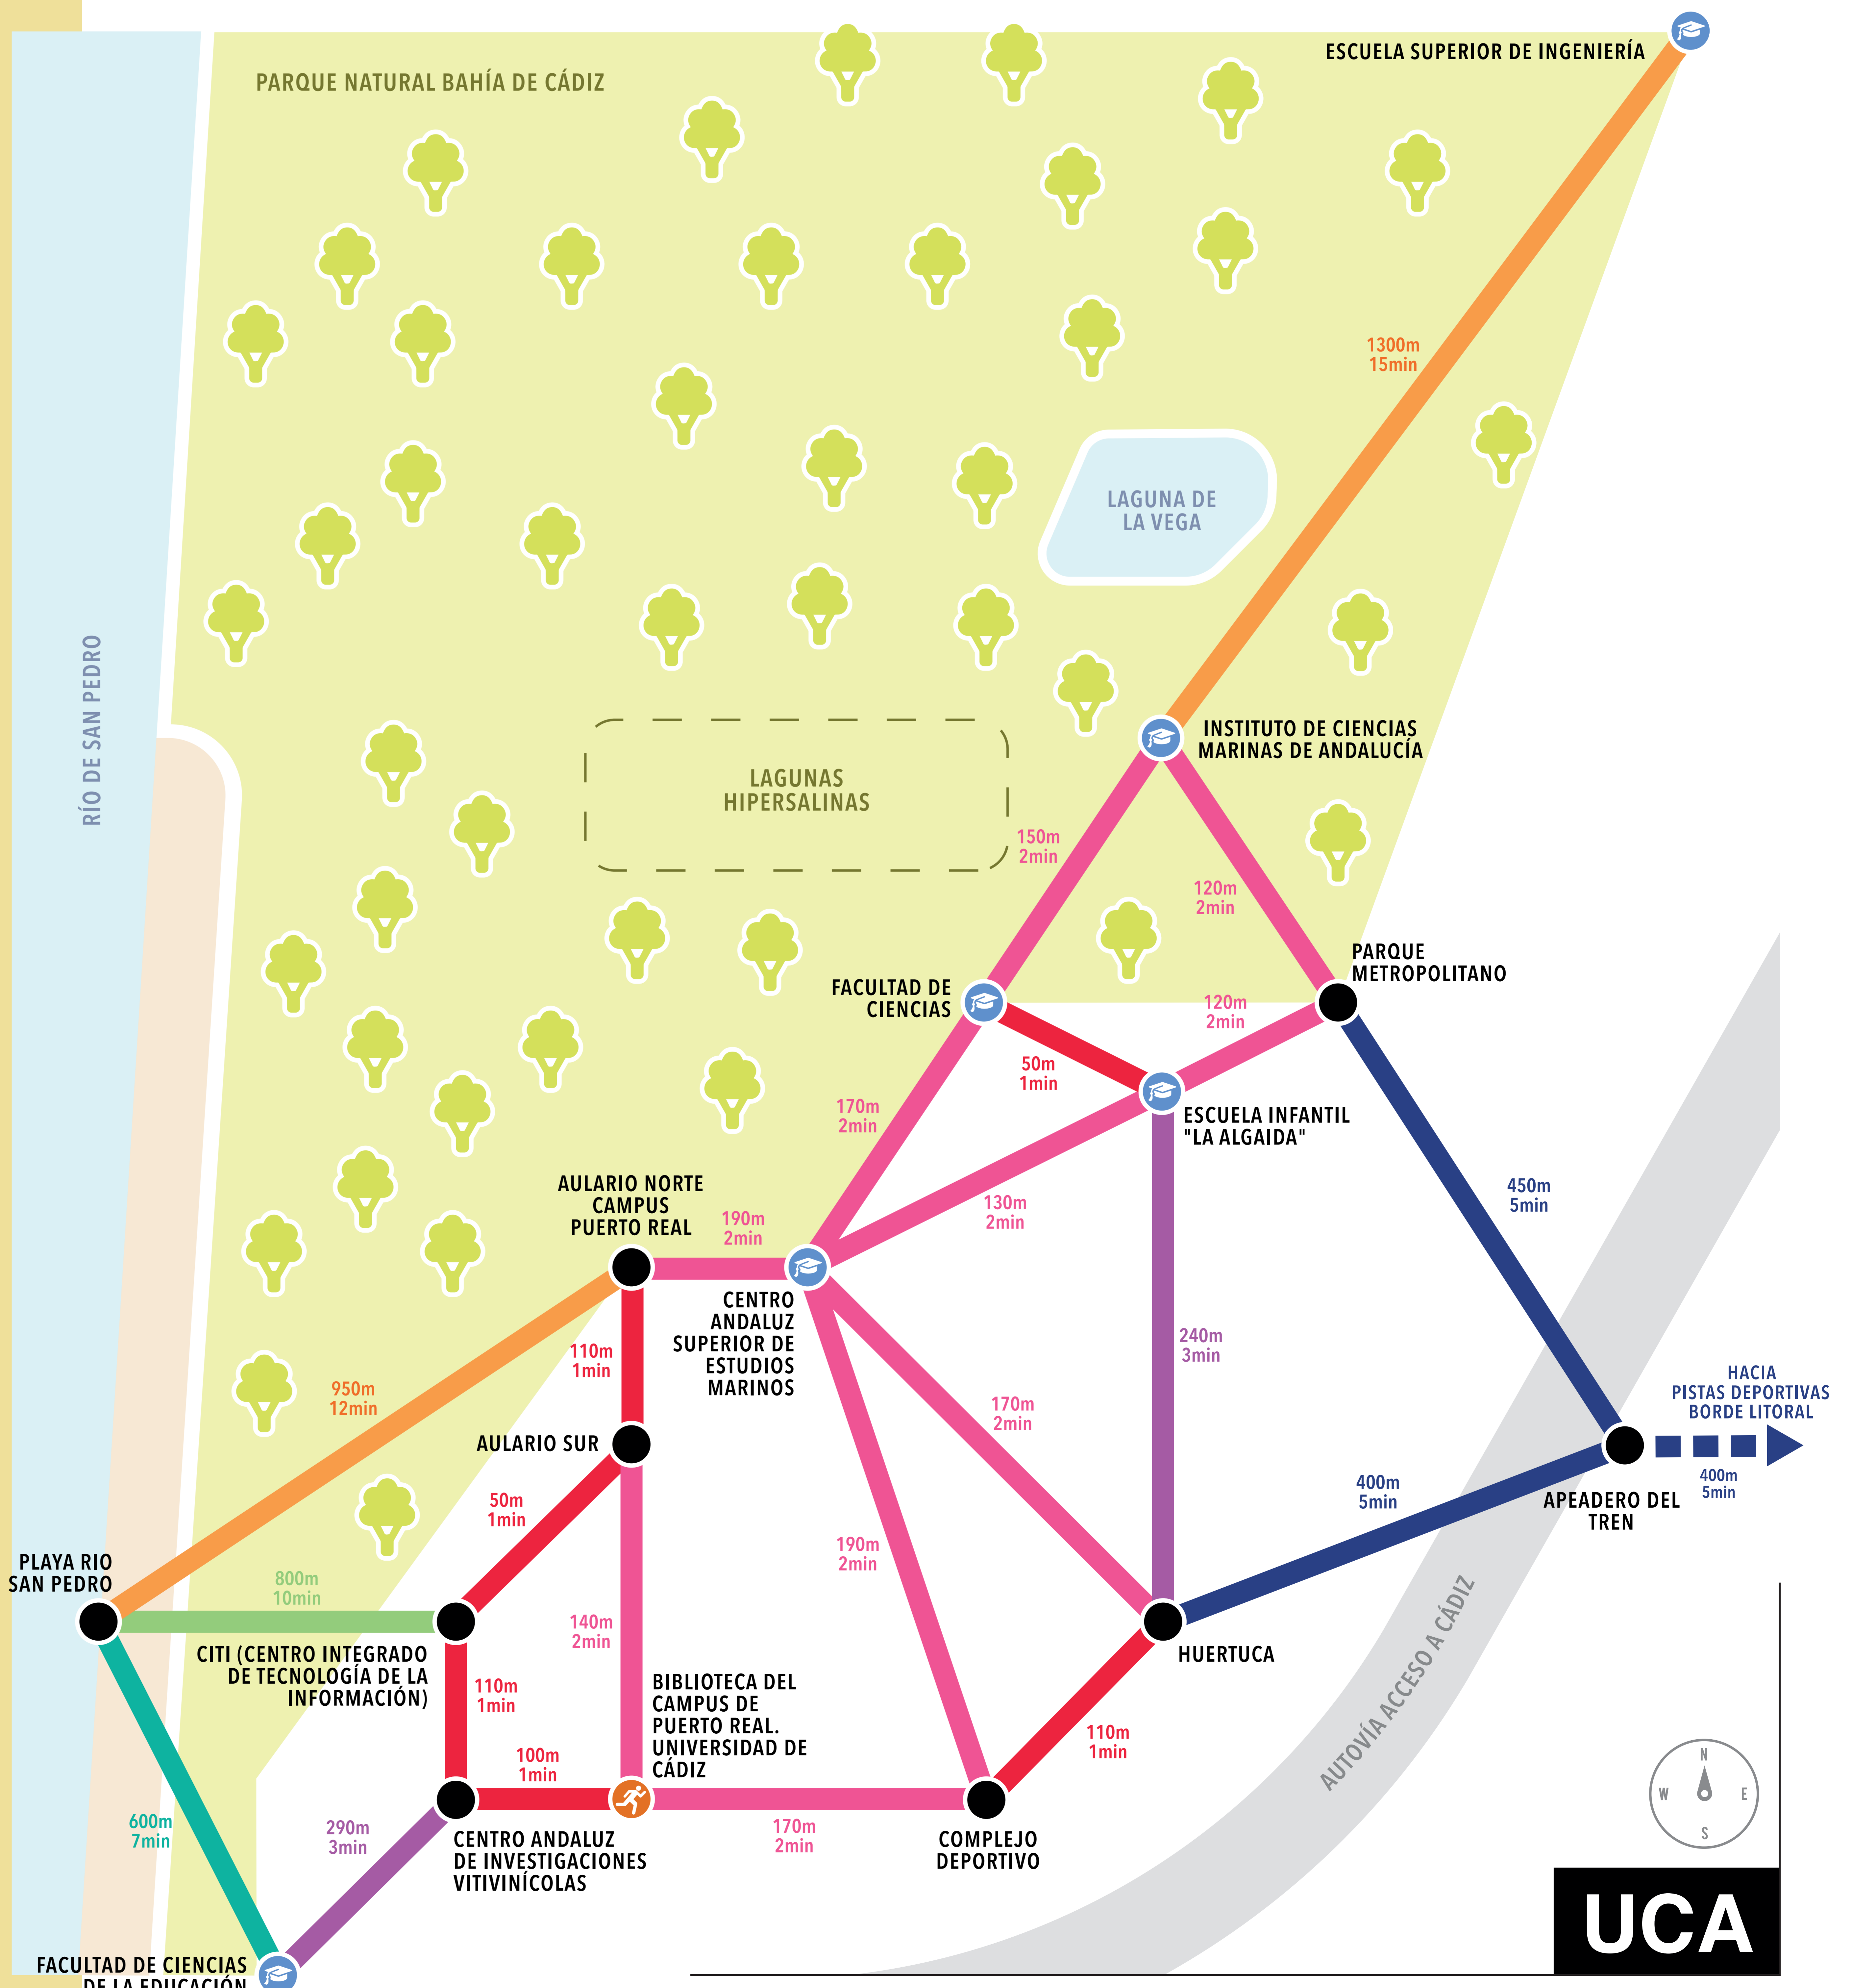 ESCUELA SUPERIOR DE INGENIERÍA
PARQUE NATURAL BAHÍA DE CÁDIZ
1300m
15min
LAGUNA DE
LA VEGA
RÍO DE SAN PEDRO
INSTITUTO DE CIENCIAS
MARINAS DE ANDALUCÍA
LAGUNAS
HIPERSALINAS
150m
2min
120m
2min
PARQUE
METROPOLITANO
FACULTAD DE
CIENCIAS
120m
2min
50m
1min
170m
2min
ESCUELA INFANTIL
"LA ALGAIDA"
AULARIO NORTE
CAMPUS
PUERTO REAL
190m
2min
130m
2min
450m
5min
CENTRO
ANDALUZ
SUPERIOR DE
ESTUDIOS
MARINOS
110m
1min
240m
3min
950m
12min
170m
2min
HACIA
PISTAS DEPORTIVAS
BORDE LITORAL
AULARIO SUR
400m
5min
400m
5min
APEADERO DEL
TREN
50m
1min
190m
2min
PLAYA RIO
SAN PEDRO
800m
10min
140m
2min
CITI (CENTRO INTEGRADO
DE TECNOLOGÍA DE LA
INFORMACIÓN)
HUERTUCA
AUTOVÍA ACCESO A CÁDIZ
110m
1min
BIBLIOTECA DEL
CAMPUS DE
PUERTO REAL.
UNIVERSIDAD DE
CÁDIZ
110m
1min
100m
1min
N
W
E
S
600m
7min
290m
3min
170m
2min
CENTRO ANDALUZ
DE INVESTIGACIONES
VITIVINÍCOLAS
COMPLEJO
DEPORTIVO
UCA
FACULTAD DE CIENCIAS
DE LA EDUCACIÓN